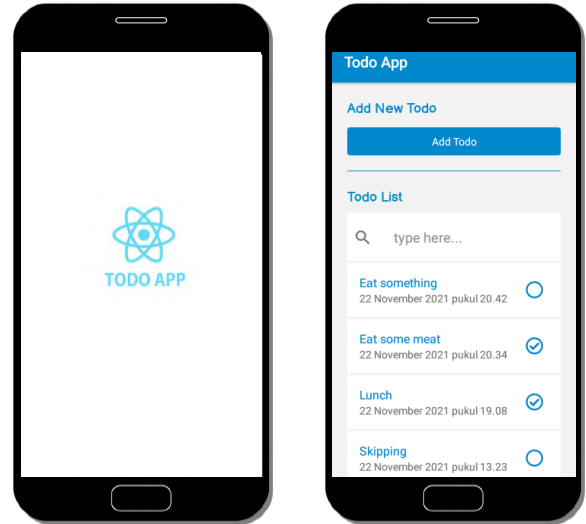 TODO APP
Todo App
Add New Todo
Add Todo
Todo List
type here...
Eat something
22 November 2021 pukul 20.42
Eat some meat
22 November 2021 pukul 20.34
Lunch
22 November 2021 pukul 19.08
Skipping
22 November 2021 pukul 13.23